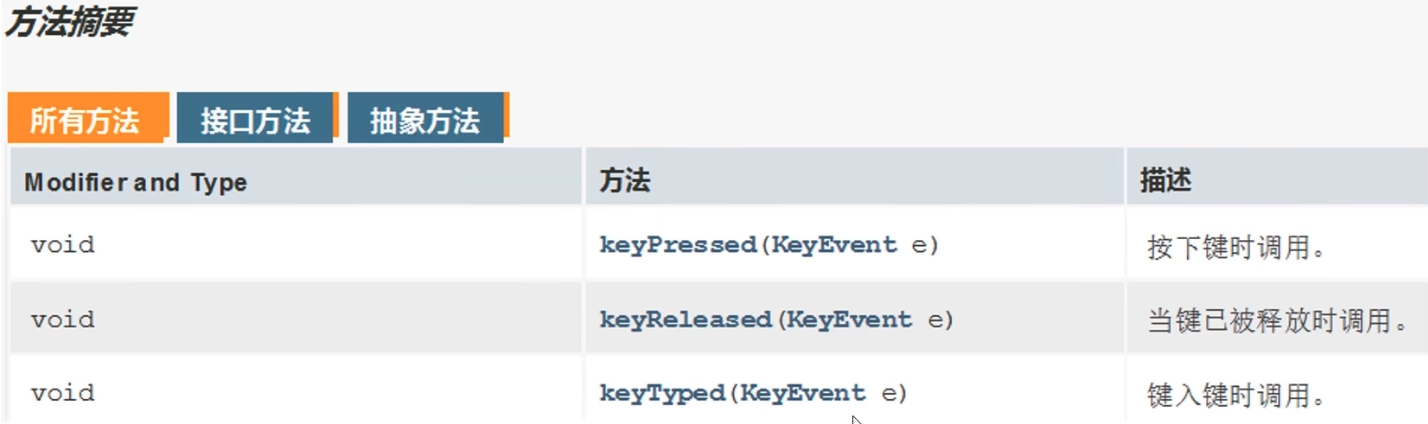 方法摘要
所有方法 接口方法 抽象方法
Modifier and Type 方法 描述
void keyPressed(KeyEvent e) 按下键时调用。
void keyReleased(KeyEvent e) 当键已被释放时调用。
void keyTyped(KeyEvent e) 键入键时调用。